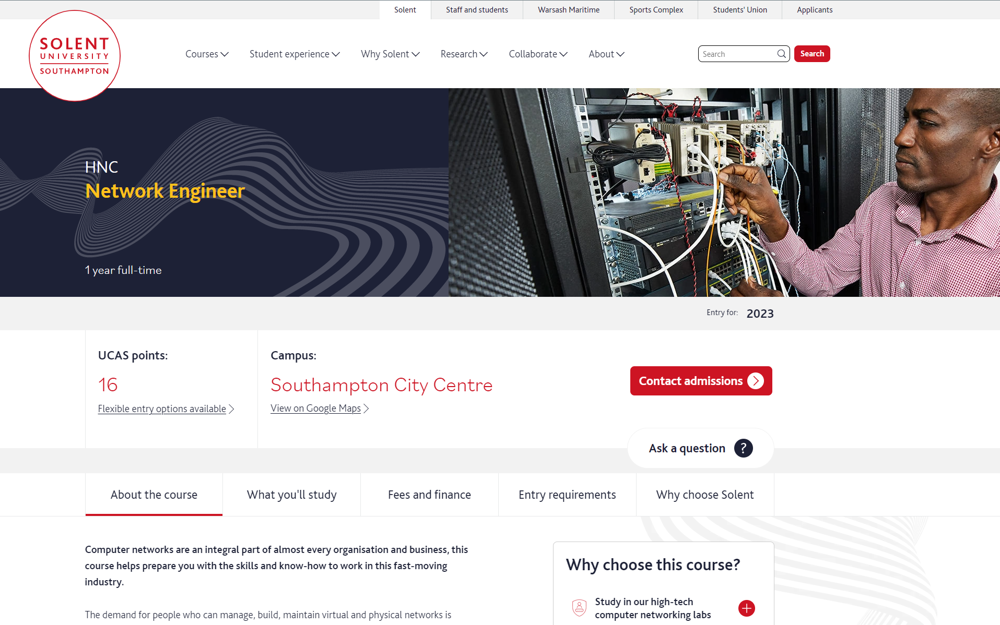 Solent
Staff and students
Warsash Maritime
Sports Complex
Students' Union
Applicants
SOLENT
UNIVERSITY
SOUTHAMPTON
Courses
Student experience
Why Solent
Research
Collaborate
About
Search
Search
HNC
Network Engineer
1 year full-time
Entry for: 2023
UCAS points:
16
Flexible entry options available
Campus:
Southampton City Centre
View on Google Maps
Contact admissions
Ask a question ?
About the course
What you'll study
Fees and finance
Entry requirements
Why choose Solent
Computer networks are an integral part of almost every organisation and business, this
course helps prepare you with the skills and know-how to work in this fast-moving
industry.
The demand for people who can manage, build, maintain virtual and physical networks is
Why choose this course?
Study in our high-tech
computer networking labs